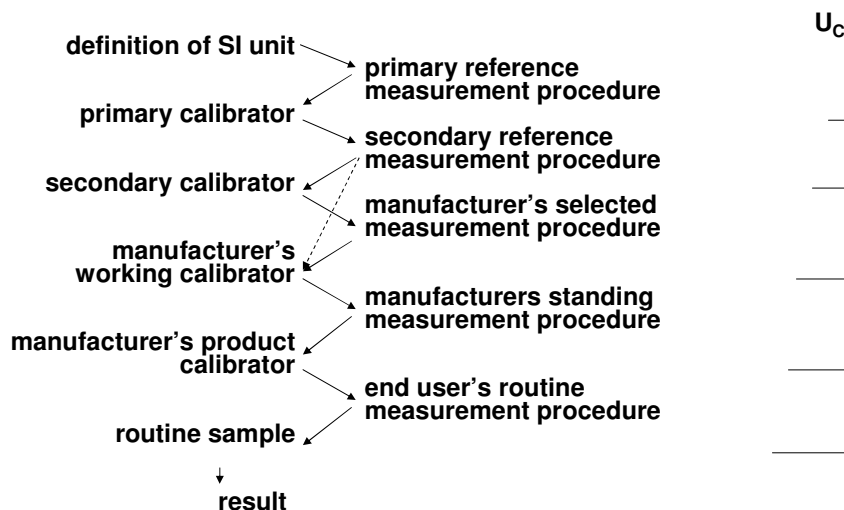 U_C
definition of SI unit
primary reference
measurement procedure
primary calibrator
secondary reference
measurement procedure
secondary calibrator
manufacturer's selected
measurement procedure
manufacturer's
working calibrator
manufacturers standing
measurement procedure
manufacturer's product
calibrator
end user's routine
measurement procedure
routine sample
result